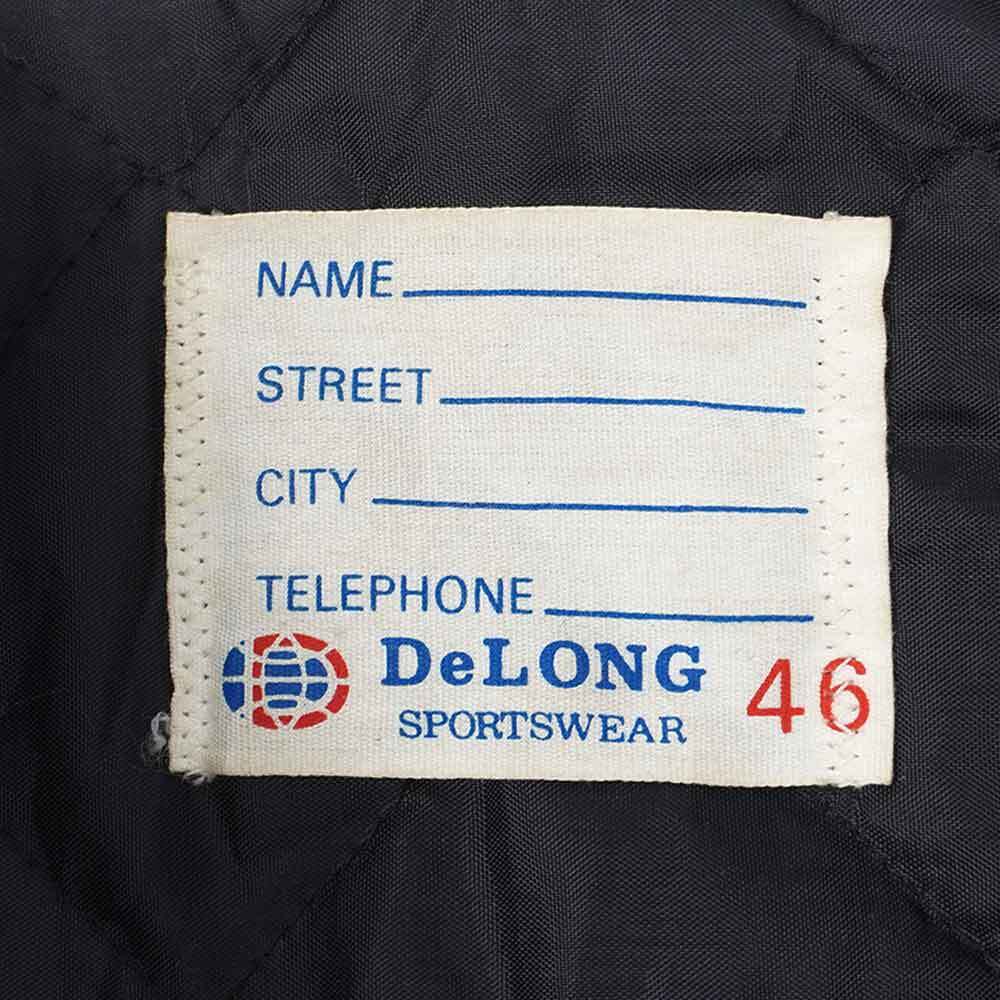 NAME
STREET
CITY
TELEPHONE
DeLONG 46
SPORTSWEAR